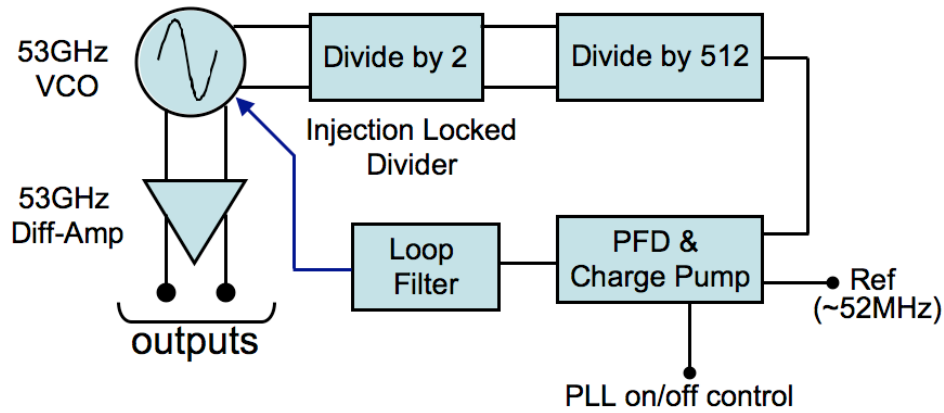 53GHz
VCO
Divide by 2
Divide by 512
Injection Locked
Divider
53GHz
Diff-Amp
Loop
Filter
PFD &
Charge Pump
Ref
(~52MHz)
outputs
PLL on/off control